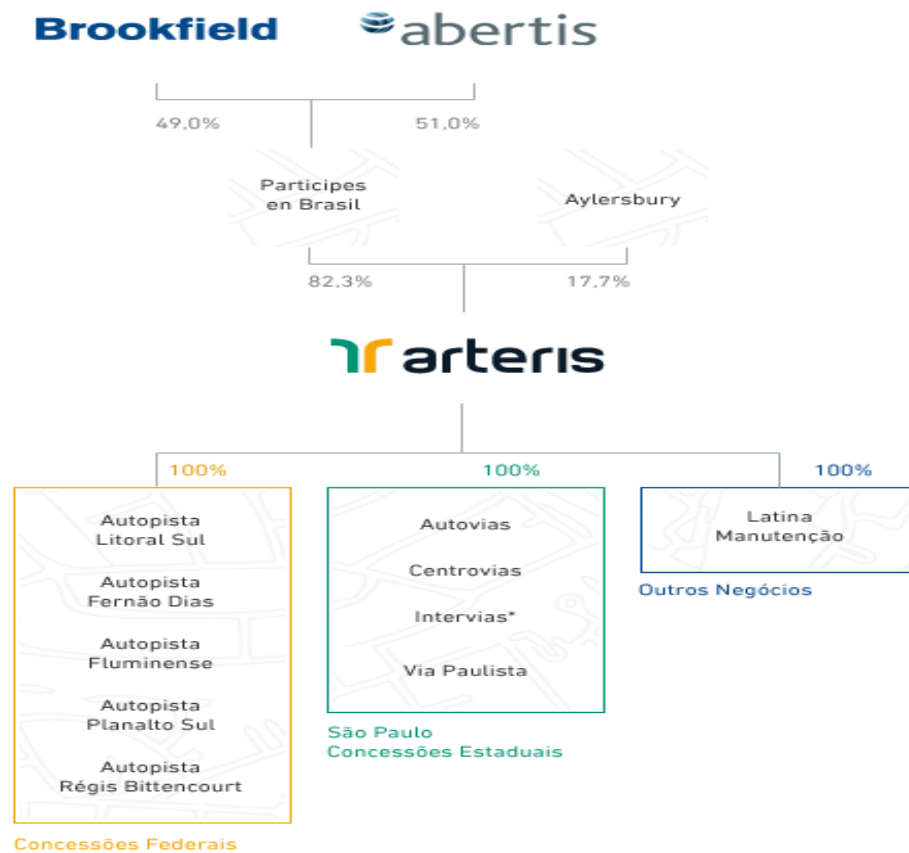 Brookfield
abertis
49,0%
51,0%
Participes
en Brasil
Aylersbury
82,3%
17,7%
arteris
100%
100%
100%
Autopista
Litoral Sul
Autopista
Fernão Dias
Autopista
Fluminense
Autopista
Planalto Sul
Autopista
Régis Bittencourt
Concessões Federais
Autovias
Centrovias
Intervias*
Via Paulista
São Paulo
Concessões Estaduais
Latina
Manutenção
Outros Negócios